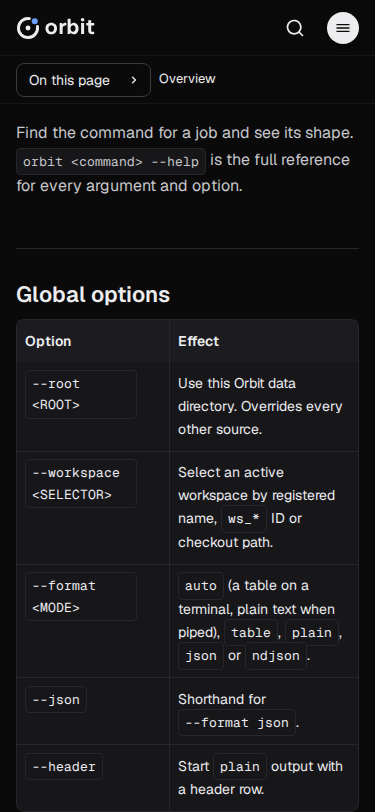 orbit
On this page
Overview
Find the command for a job and see its shape.
orbit <command> --help is the full reference
for every argument and option.
Global options
Option
Effect
--root
<ROOT>
Use this Orbit data
directory. Overrides every
other source.
--workspace
<SELECTOR>
Select an active
workspace by registered
name, ws_* ID or
checkout path.
--format
<MODE>
auto (a table on a
terminal, plain text when
piped), table, plain,
json or ndjson.
--json
Shorthand for
--format json.
--header
Start plain output with
a header row.